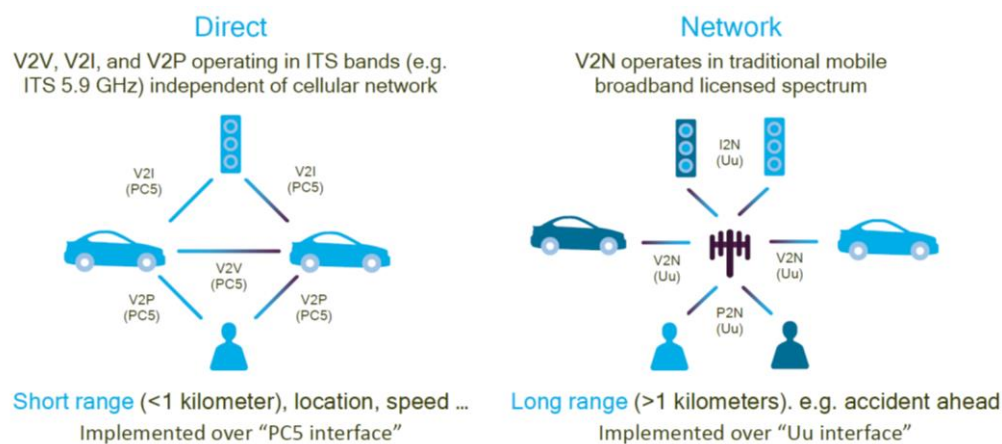 Direct
V2V, V2I, and V2P operating in ITS bands (e.g.
ITS 5.9 GHz) independent of cellular network
V2I
(PC5)
V2I
(PC5)
V2V
(PC5)
V2P
(PC5)
V2P
(PC5)
Short range (<1 kilometer), location, speed ...
Implemented over “PC5 interface”
Network
V2N operates in traditional mobile
broadband licensed spectrum
I2N
(Uu)
V2N
(Uu)
V2N
(Uu)
P2N
(Uu)
Long range (>1 kilometers). e.g. accident ahead
Implemented over “Uu interface”